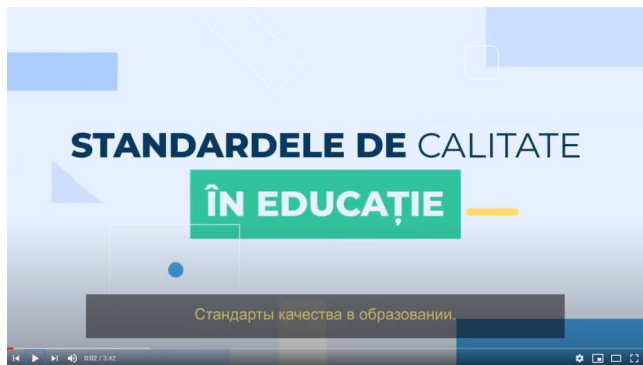 STANDARDELE DE CALITATE
ÎN EDUCAȚIE
Стандарты качества в образовании.
0:02 / 3:42